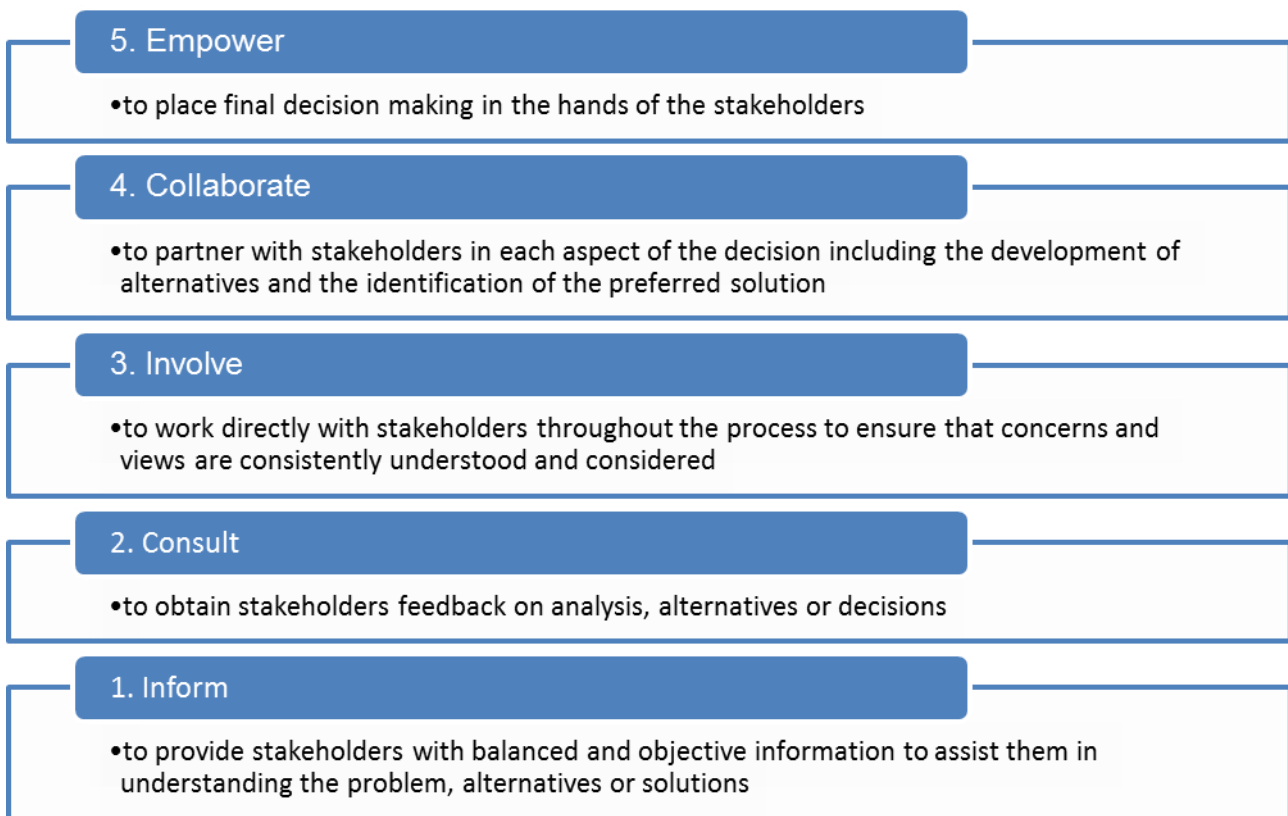 5. Empower
•to place final decision making in the hands of the stakeholders
4. Collaborate
•to partner with stakeholders in each aspect of the decision including the development of
alternatives and the identification of the preferred solution
3. Involve
•to work directly with stakeholders throughout the process to ensure that concerns and
views are consistently understood and considered
2. Consult
•to obtain stakeholders feedback on analysis, alternatives or decisions
1. Inform
•to provide stakeholders with balanced and objective information to assist them in
understanding the problem, alternatives or solutions